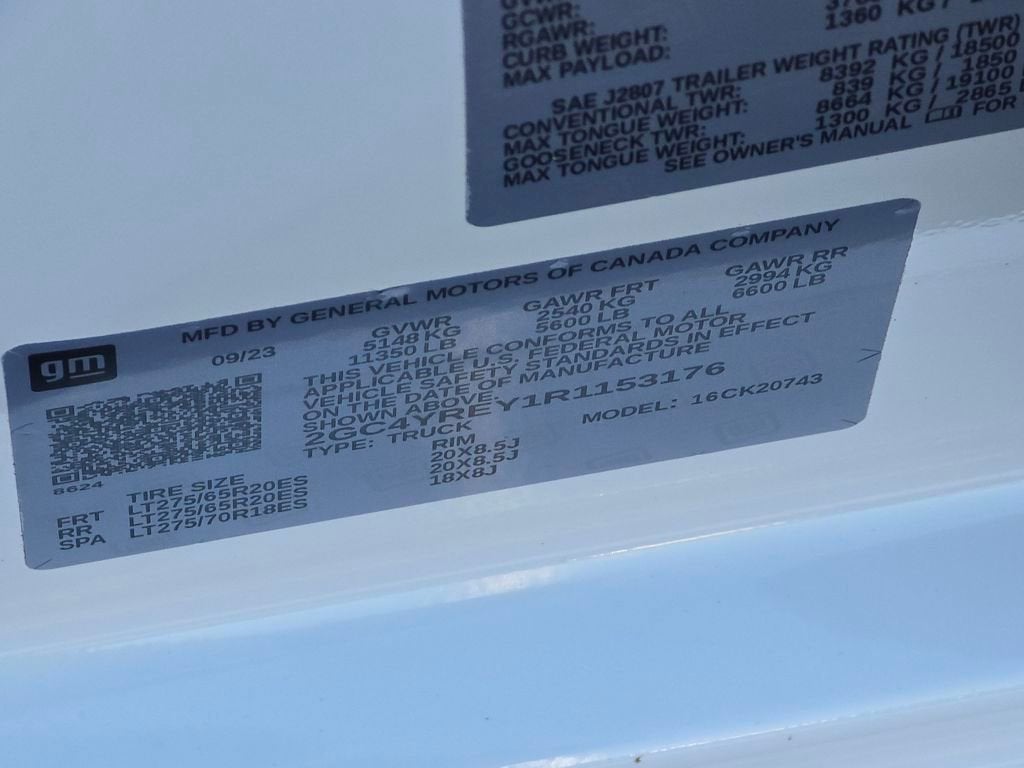 GCWR:
RGAWR:
CURB WEIGHT:
MAX PAYLOAD: 1360 KG /
SAE J2807 TRAILER WEIGHT RATING (TWR)
CONVENTIONAL TWR: 8392 KG / 18500
MAX TONGUE WEIGHT: 839 KG / 1850
GOOSENECK TWR: 8664 KG / 19100
MAX TONGUE WEIGHT: 1300 KG / 2865
SEE OWNER'S MANUAL gm FOR
MFD BY GENERAL MOTORS OF CANADA COMPANY
gm 09/23 GVWR GAWR FRT GAWR RR
5148 KG 2540 KG 2994 KG
11350 LB 5600 LB 6600 LB
THIS VEHICLE CONFORMS TO ALL
APPLICABLE U.S. FEDERAL MOTOR
VEHICLE SAFETY STANDARDS IN EFFECT
ON THE DATE OF MANUFACTURE
SHOWN ABOVE.
2GC4YREY1R1153176
TYPE: TRUCK MODEL: 16CK20743
8624
TIRE SIZE RIM
FRT LT275/65R20ES 20X8.5J
RR LT275/65R20ES 20X8.5J
SPA LT275/70R18ES 18X8J